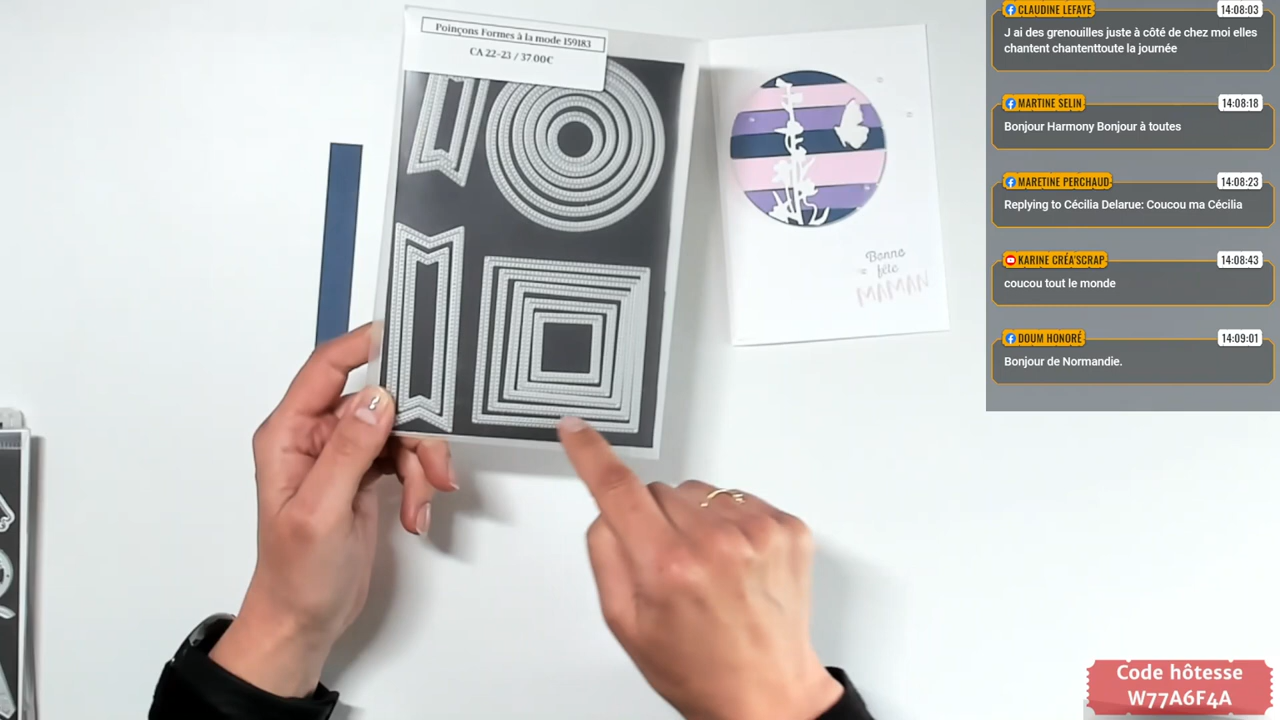 Poinçons Formes à la mode 159183
CA 22-23 / 37.00€
Bonne
fête
MAMAN
CLAUDINE LEFAYE
14:08:03
J ai des grenouilles juste à côté de chez moi elles
chantent chantenttoute la journée
MARTINE SELIN
14:08:18
Bonjour Harmony Bonjour à toutes
MARETINE PERCHAUD
14:08:23
Replying to Cécilia Delarue: Coucou ma Cécilia
KARINE CRÉA'SCRAP
14:08:43
coucou tout le monde
DOUM HONORÉ
14:09:01
Bonjour de Normandie.
Code hôtesse
W77A6F4A